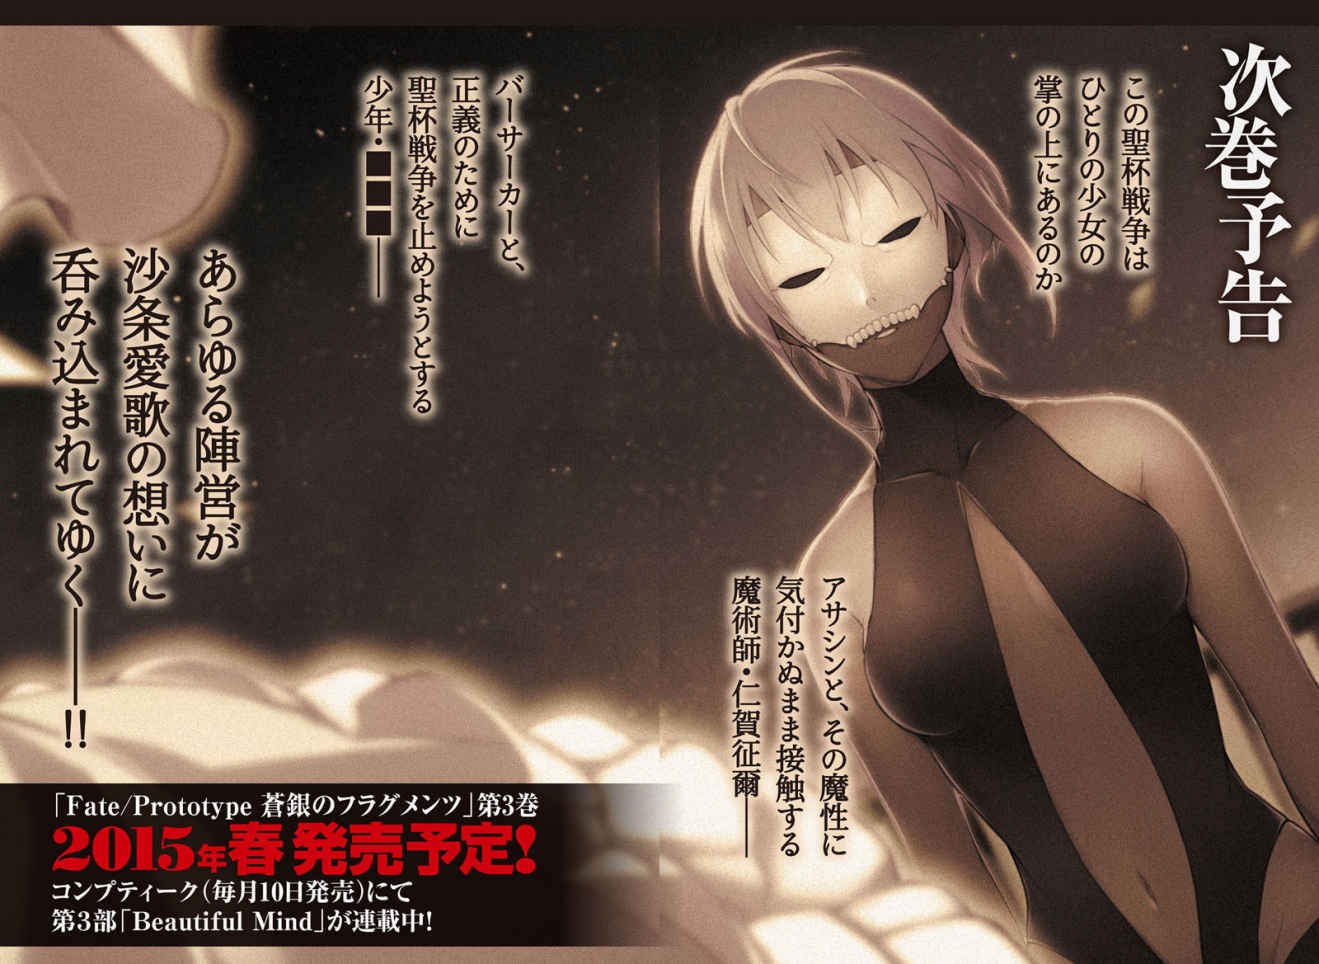 次巻予告
この聖杯戦争は
ひとりの少女の
掌の上にあるのか
アサシンと、その魔性に
気付かぬまま接触する
魔術師・仁賀征爾――
バーサーカーと、
正義のために
聖杯戦争を止めようとする
少年・■■■――
あらゆる陣営が
沙条愛歌の想いに
呑み込まれてゆく――!!
「Fate/Prototype 蒼銀のフラグメンツ」第3巻
2015年春発売予定!
コンプティーク(毎月10日発売)にて
第3部「Beautiful Mind」が連載中!